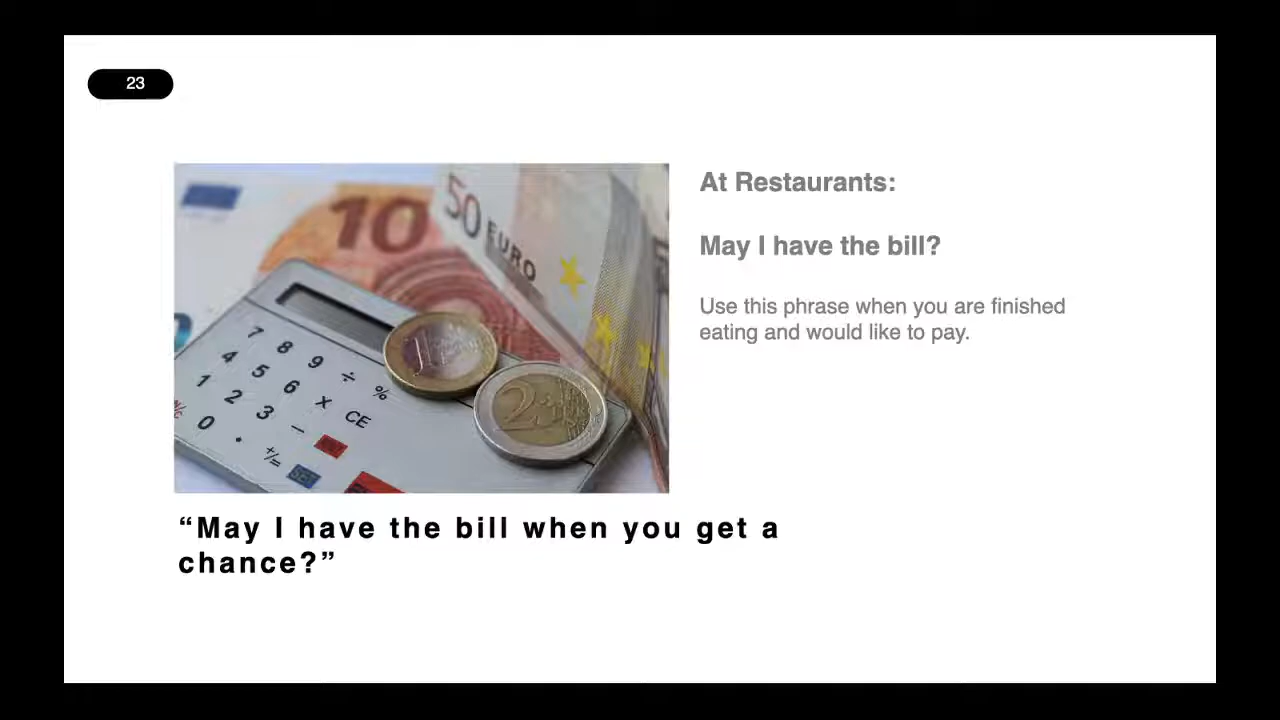 23
At Restaurants:
May I have the bill?
Use this phrase when you are finished
eating and would like to pay.
10
50 EURO
7 8 9 ÷ %
4 5 6 x CE
1 2 3 –
0 . +/=
1
2
“May I have the bill when you get a
chance?”